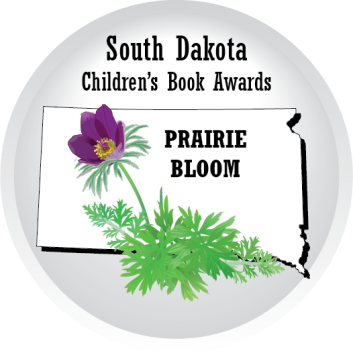 South Dakota
Children's Book Awards
PRAIRIE
BLOOM